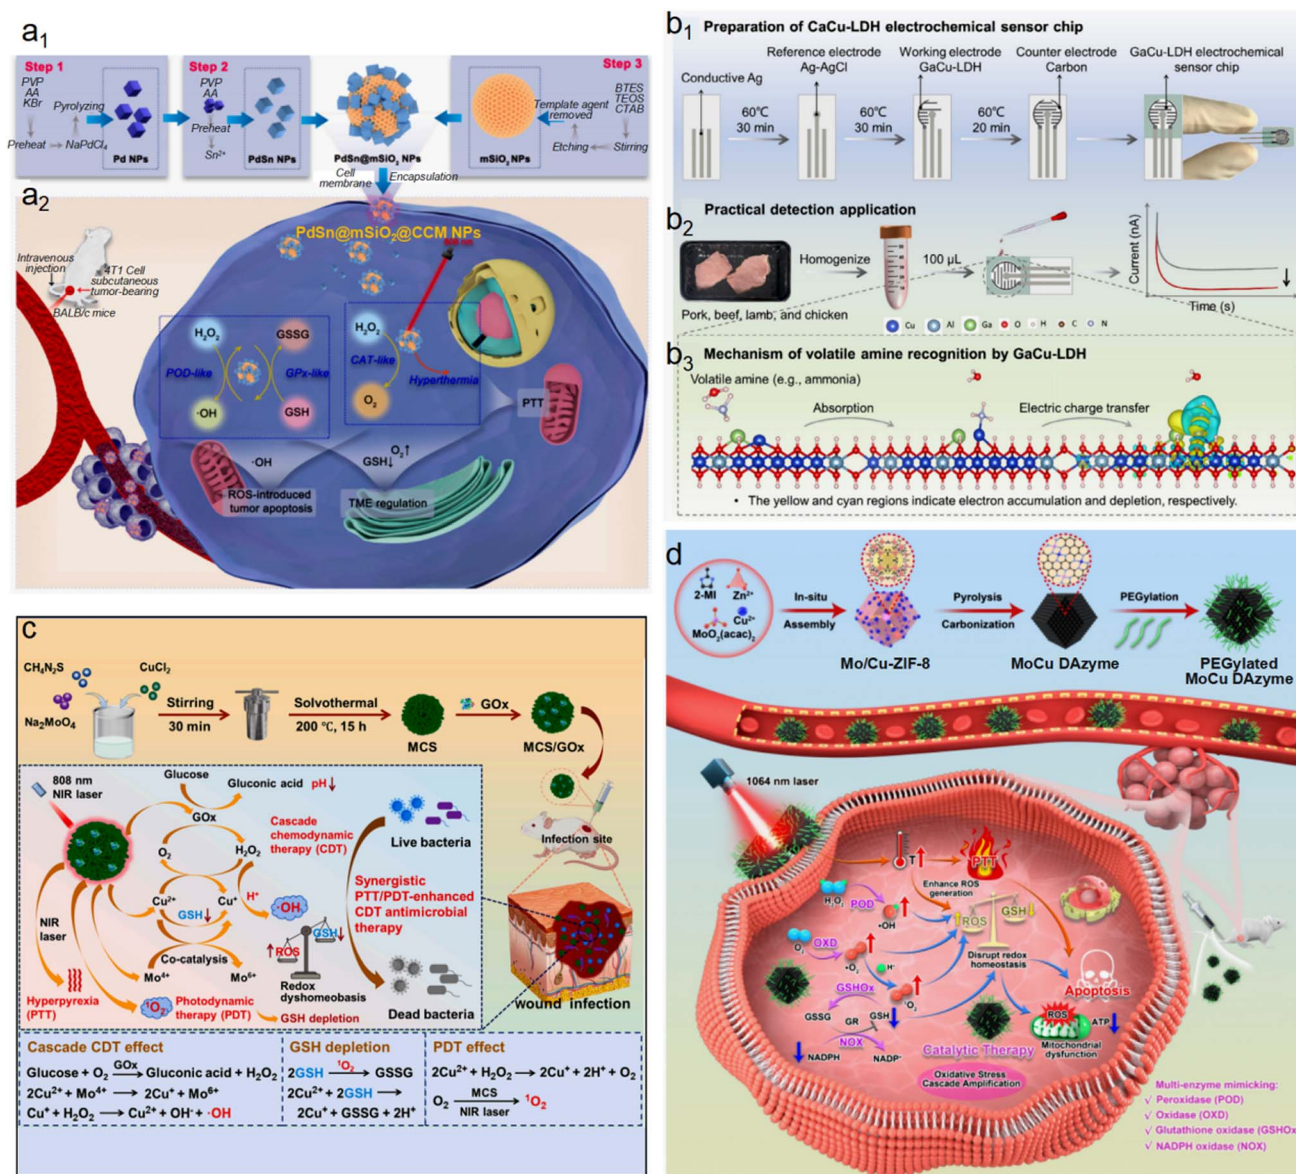 a1
Step 1
PVP
AA
KBr
Pyrolyzing
Preheat
NaPdCl4
Pd NPs
Step 2
PVP
AA
Preheat
Sn2+
PdSn NPs
PdSn@mSiO2 NPs
mSiO2 NPs
Step 3
BTES
TEOS
CTAB
Template agent
removed
Etching
Stirring
Cell
membrane
Encapsulation
a2
PdSn@mSiO2@CCM NPs
Intravenous
injection
4T1 Cell
subcutaneous
tumor-bearing
BALB/c mice
H2O2
GSSG
POD-like
GPx-like
·OH
GSH
H2O2
CAT-like
Hyperthermia
O2
PTT
·OH
O2↑
GSH↓
ROS-introduced
tumor apoptosis
TME regulation
b1
Preparation of CaCu-LDH electrochemical sensor chip
Conductive Ag
Reference electrode
Ag-AgCl
Working electrode
GaCu-LDH
Counter electrode
Carbon
GaCu-LDH electrochemical
sensor chip
60℃
30 min
60℃
30 min
60℃
20 min
b2
Practical detection application
Homogenize
100 μL
Pork, beef, lamb, and chicken
Current (nA)
Time (s)
Cu
Al
Ga
O
H
C
N
b3
Mechanism of volatile amine recognition by GaCu-LDH
Volatile amine (e.g., ammonia)
Absorption
Electric charge transfer
• The yellow and cyan regions indicate electron accumulation and depletion, respectively.
c
CH4N2S
CuCl2
Na2MoO4
Stirring
30 min
Solvothermal
200 ℃, 15 h
MCS
GOx
MCS/GOx
808 nm
NIR laser
Glucose
Gluconic acid pH↓
GOx
O2
H2O2
Cascade
chemodynamic
therapy (CDT)
Cu2+
Cu+
H+
GSH↓
·OH
Co-catalysis
Mo4+
Mo6+
NIR
laser
Hyperpyrexia
(PTT)
1O2
Photodynamic
therapy (PDT)
GSH depletion
↑ROS
GSH↓
Redox
dyshomeobasis
Live bacteria
Synergistic
PTT/PDT-enhanced
CDT antimicrobial
therapy
Dead bacteria
Infection site
wound infection
Cascade CDT effect
Glucose + O2 GOx→ Gluconic acid + H2O2
2Cu2+ + Mo4+ → 2Cu+ + Mo6+
Cu+ + H2O2 → Cu2+ + OH- + ·OH
GSH depletion
2GSH 1O2→ GSSG
2Cu2+ + 2GSH →
2Cu+ + GSSG + 2H+
PDT effect
2Cu2+ + H2O2 → 2Cu+ + 2H+ + O2
O2 MCS→ 1O2
NIR laser
d
2-MI
Zn2+
Cu2+
MoO2(acac)2
In-situ
Assembly
Mo/Cu-ZIF-8
Pyrolysis
Carbonization
MoCu DAzyme
PEGylation
PEGylated
MoCu DAzyme
1064 nm laser
T
PTT
Enhance ROS
generation
H2O2
POD
•OH
ROS
GSH
O2
OXD
•O2-
Disrupt redox
homeostasis
H+
GSHOx
1O2
Apoptosis
GSSG
GR
GSH
NOX
NADPH
NADP+
ROS
ATP
Mitochondrial
dysfunction
Catalytic Therapy
Oxidative Stress
Cascade Amplification
Multi-enzyme mimicking:
√ Peroxidase (POD)
√ Oxidase (OXD)
√ Glutathione oxidase (GSHOx
√ NADPH oxidase (NOX)